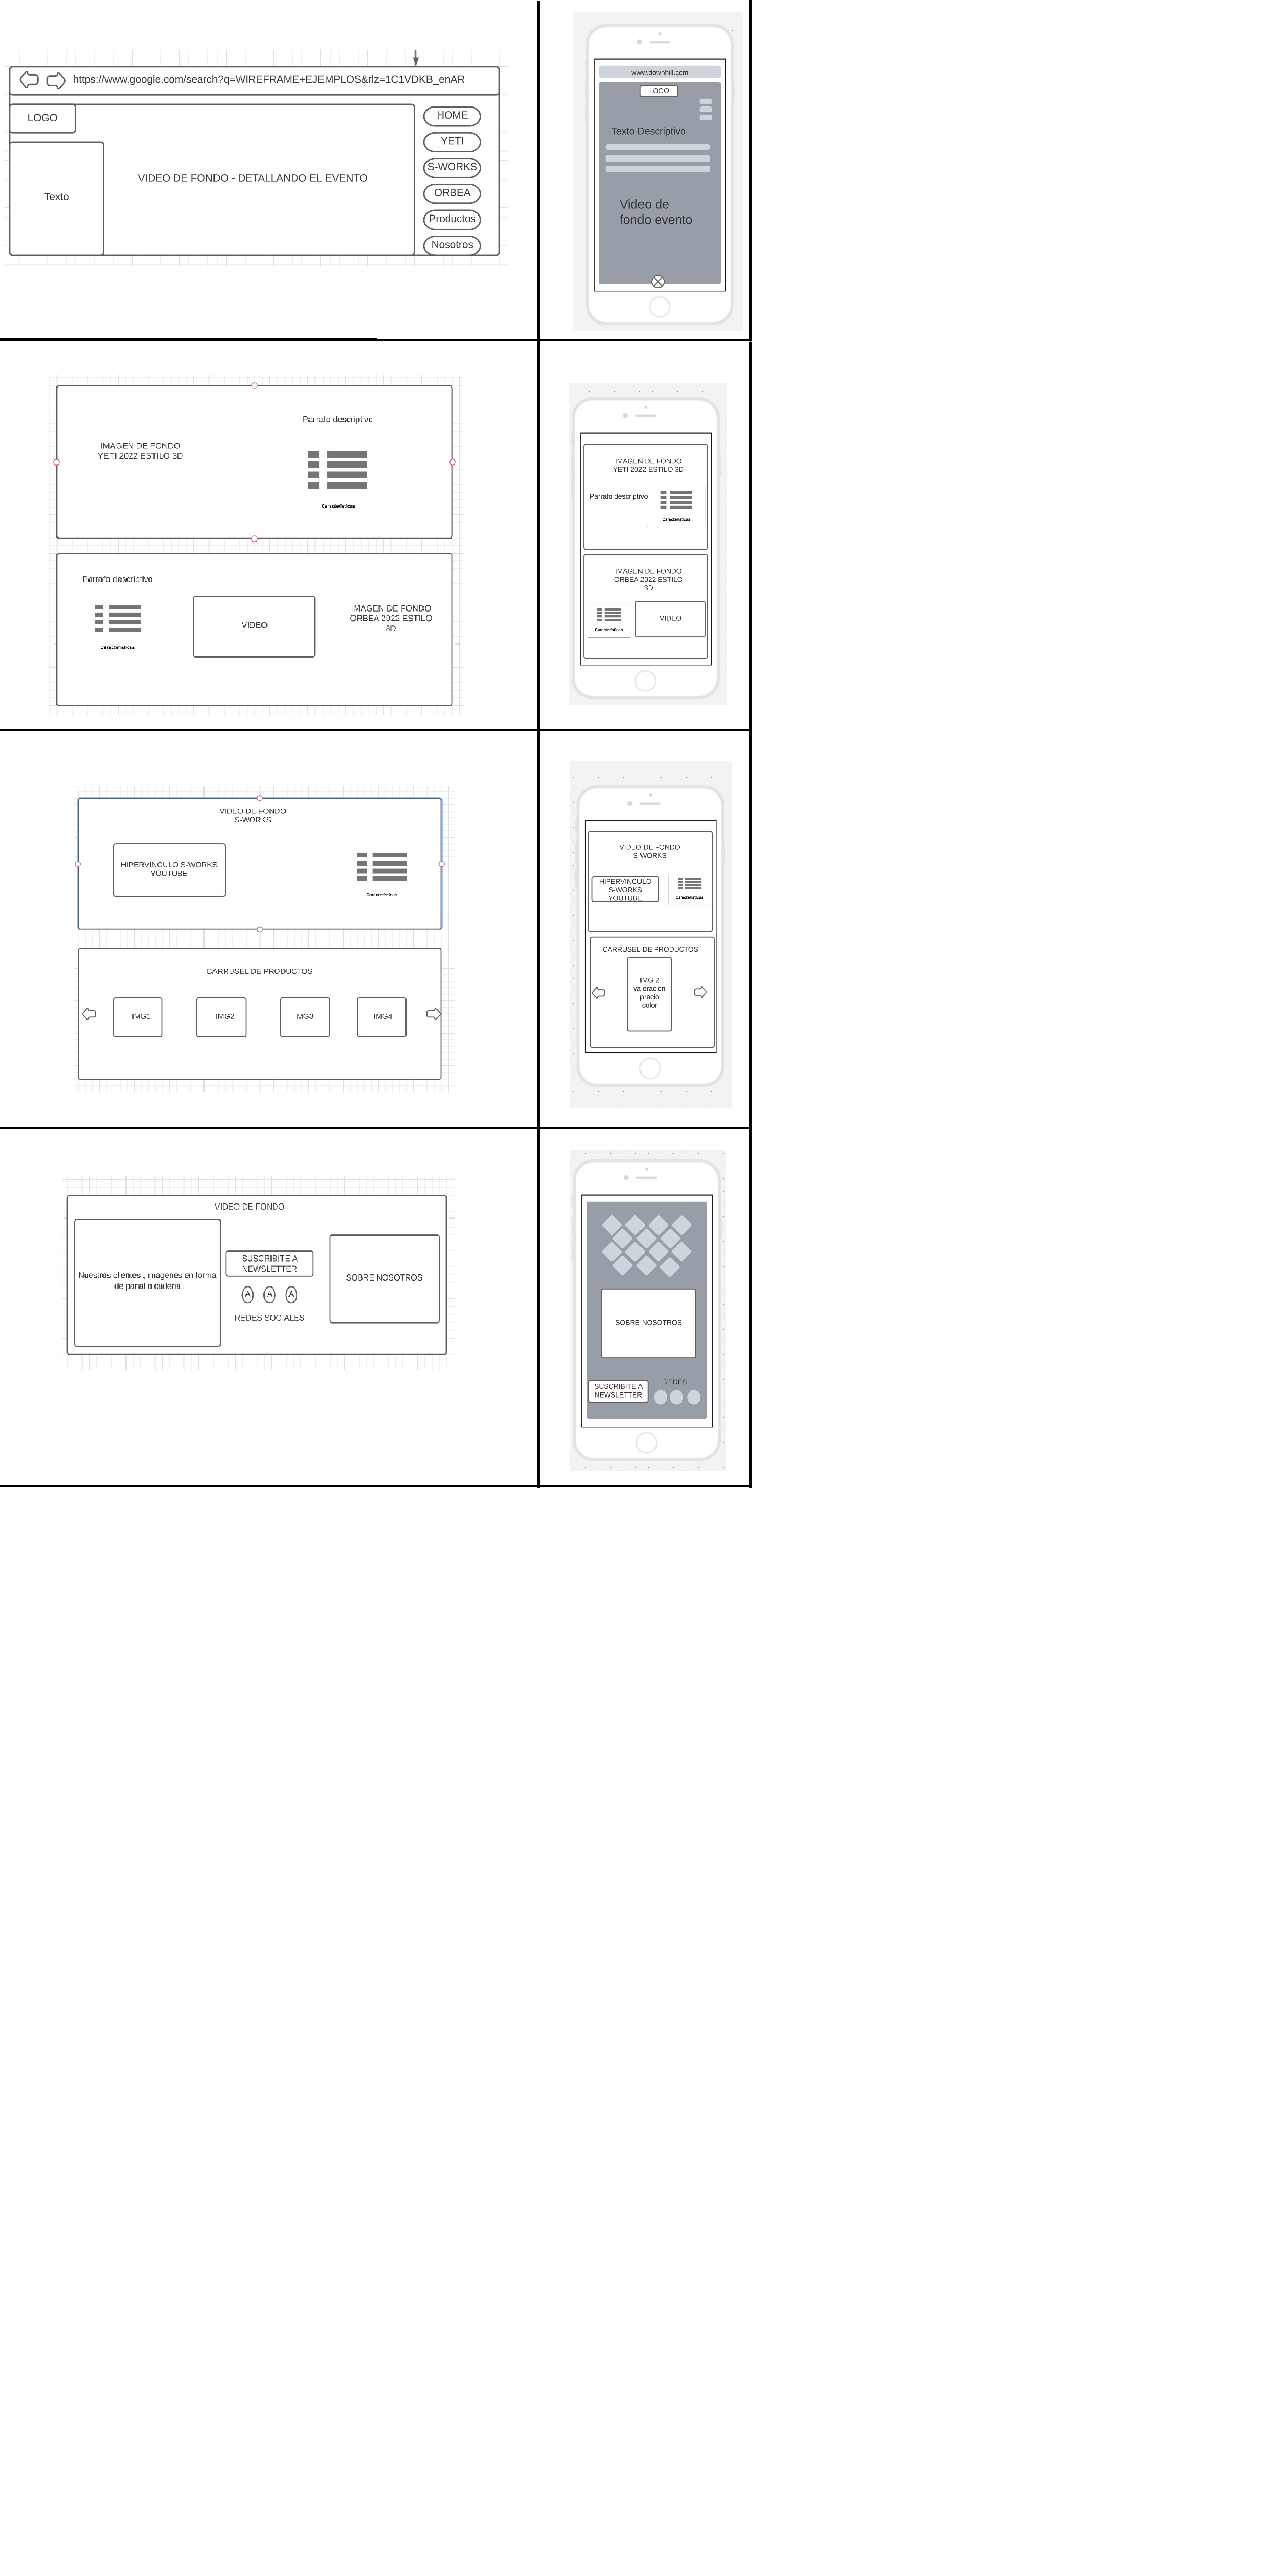 https://www.google.com/search?q=WIREFRAME+EJEMPLOS&rlz=1C1VDKB_enAR
LOGO
Texto
VIDEO DE FONDO - DETALLANDO EL EVENTO
HOME
YETI
S-WORKS
ORBEA
Productos
Nosotros
www.downhill.com
LOGO
Texto Descriptivo
Video de
fondo evento
IMAGEN DE FONDO
YETI 2022 ESTILO 3D
Parrafo descriptivo
Características
Parrafo descriptivo
Características
VIDEO
IMAGEN DE FONDO
ORBEA 2022 ESTILO
3D
IMAGEN DE FONDO
YETI 2022 ESTILO 3D
Parrafo descriptivo
Características
IMAGEN DE FONDO
ORBEA 2022 ESTILO
3D
Características
VIDEO
VIDEO DE FONDO
S-WORKS
HIPERVINCULO S-WORKS
YOUTUBE
Características
CARRUSEL DE PRODUCTOS
IMG1
IMG2
IMG3
IMG4
VIDEO DE FONDO
S-WORKS
HIPERVINCULO
S-WORKS
YOUTUBE
Características
CARRUSEL DE PRODUCTOS
IMG 2
valoracion
precio
color
VIDEO DE FONDO
Nuestros clientes , imagenes en forma
de panal o cadena
SUSCRIBITE A
NEWSLETTER
A
A
A
REDES SOCIALES
SOBRE NOSOTROS
SOBRE NOSOTROS
SUSCRIBITE A
NEWSLETTER
REDES